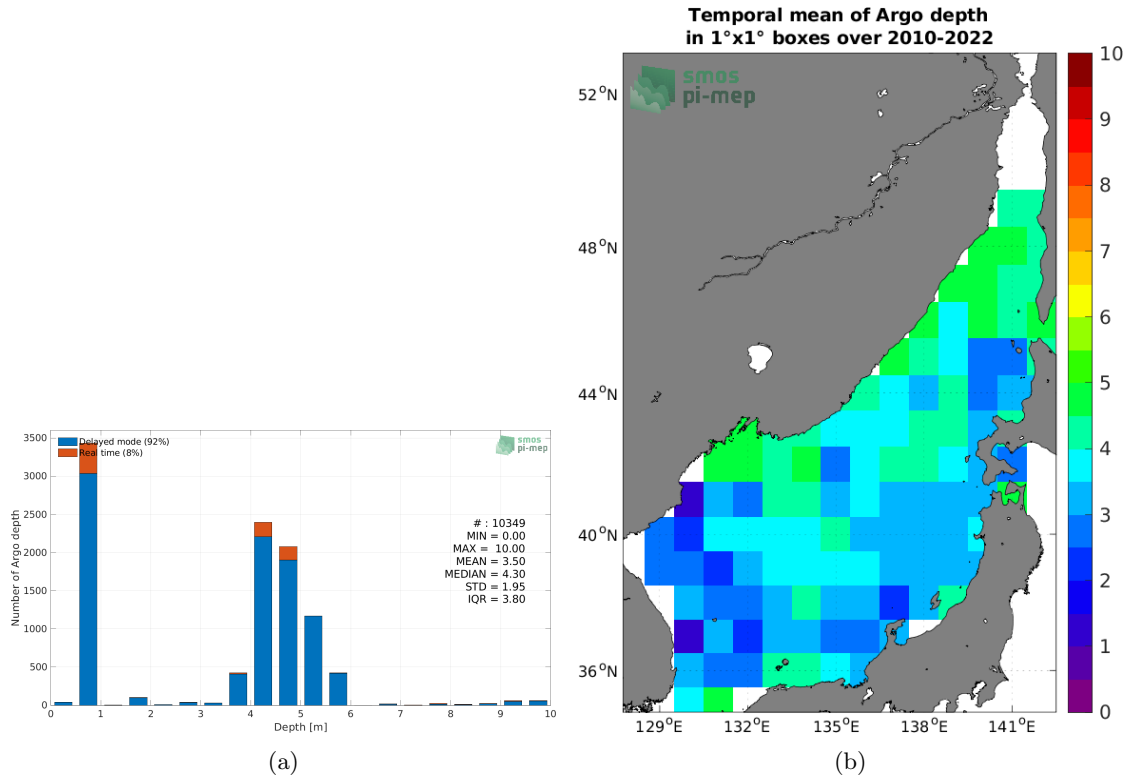 Temporal mean of Argo depth
in 1°x1° boxes over 2010-2022
smos
pi-mep
52°N
48°N
44°N
40°N
36°N
129°E
132°E
135°E
138°E
141°E
10
9
8
7
6
5
4
3
2
1
0
Delayed mode (92%)
Real time (8%)
smos
pi-mep
# : 10349
MIN = 0.00
MAX = 10.00
MEAN = 3.50
MEDIAN = 4.30
STD = 1.95
IQR = 3.80
Number of Argo depth
3500
3000
2500
2000
1500
1000
500
0
0 1 2 3 4 5 6 7 8 9 10
Depth [m]
(a)
(b)